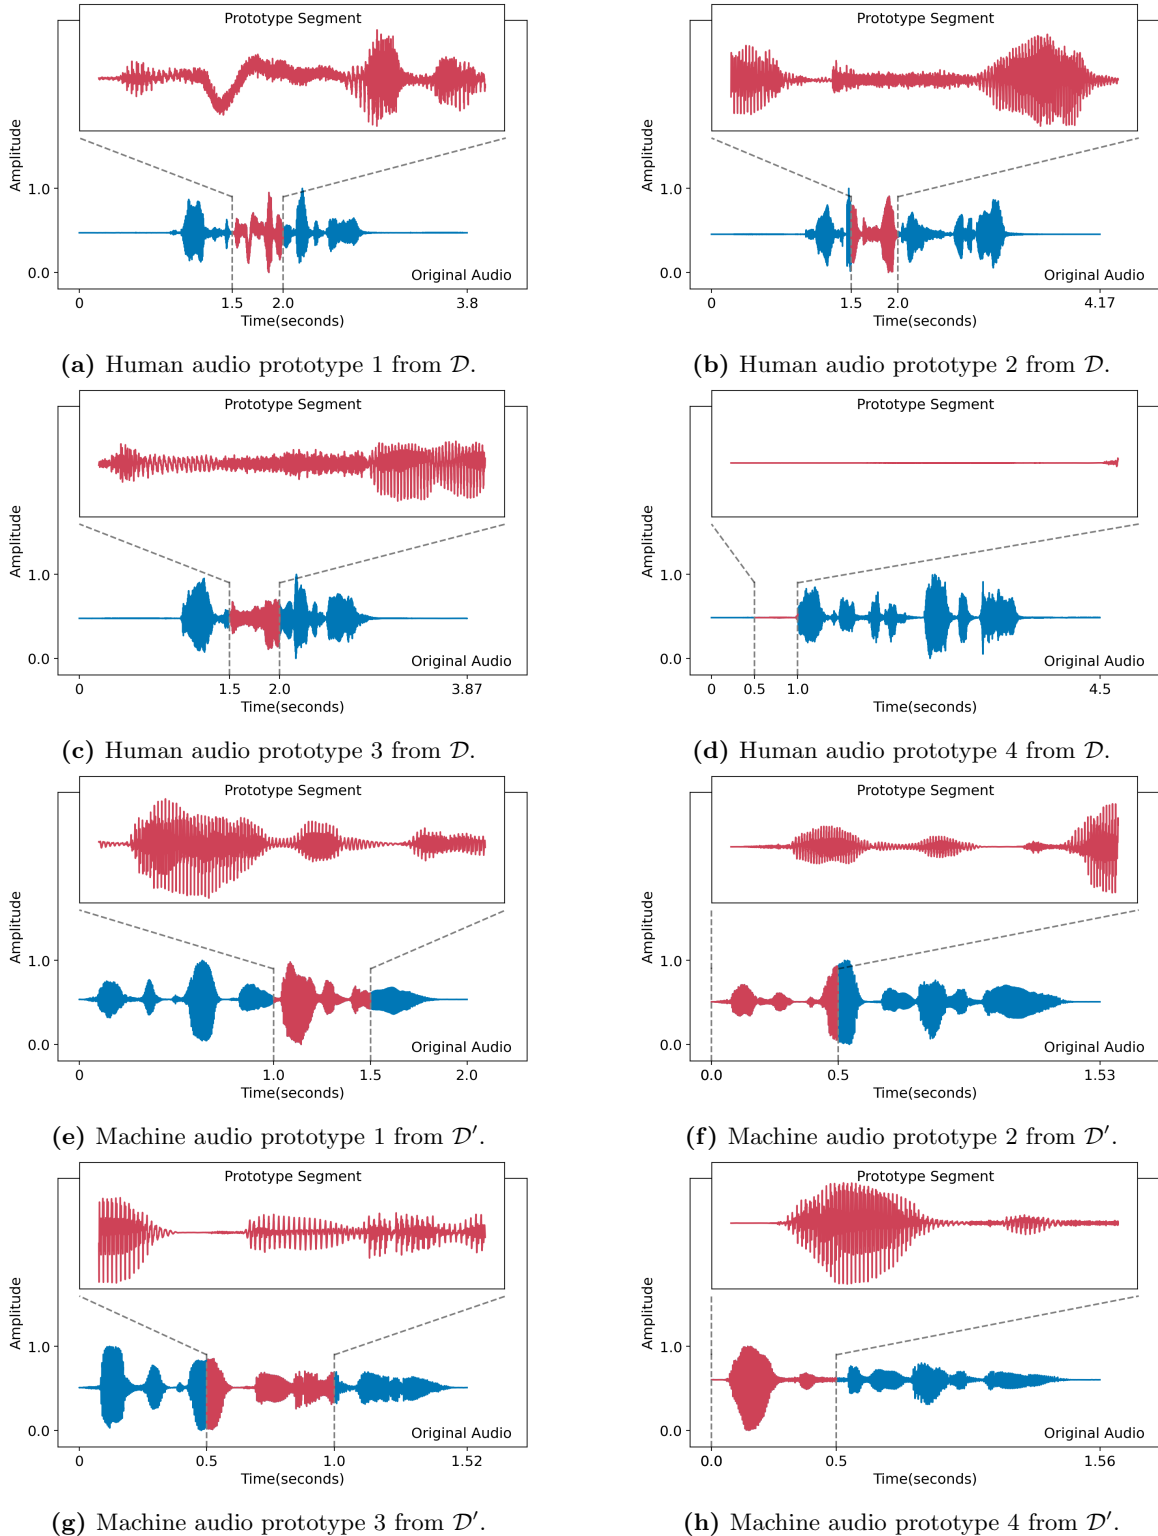 Prototype Segment
Amplitude
1.0
0.0
Original Audio
0 1.5 2.0 3.8
Time(seconds)
(a) Human audio prototype 1 from 𝒟.
Prototype Segment
Amplitude
1.0
0.0
Original Audio
0 1.5 2.0 4.17
Time(seconds)
(b) Human audio prototype 2 from 𝒟.
Prototype Segment
Amplitude
1.0
0.0
Original Audio
0 1.5 2.0 3.87
Time(seconds)
(c) Human audio prototype 3 from 𝒟.
Prototype Segment
Amplitude
1.0
0.0
Original Audio
0 0.5 1.0 4.5
Time(seconds)
(d) Human audio prototype 4 from 𝒟.
Prototype Segment
Amplitude
1.0
0.0
Original Audio
0 1.0 1.5 2.0
Time(seconds)
(e) Machine audio prototype 1 from 𝒟′.
Prototype Segment
Amplitude
1.0
0.0
Original Audio
0.0 0.5 1.53
Time(seconds)
(f) Machine audio prototype 2 from 𝒟′.
Prototype Segment
Amplitude
1.0
0.0
Original Audio
0 0.5 1.0 1.52
Time(seconds)
(g) Machine audio prototype 3 from 𝒟′.
Prototype Segment
Amplitude
1.0
0.0
Original Audio
0.0 0.5 1.56
Time(seconds)
(h) Machine audio prototype 4 from 𝒟′.